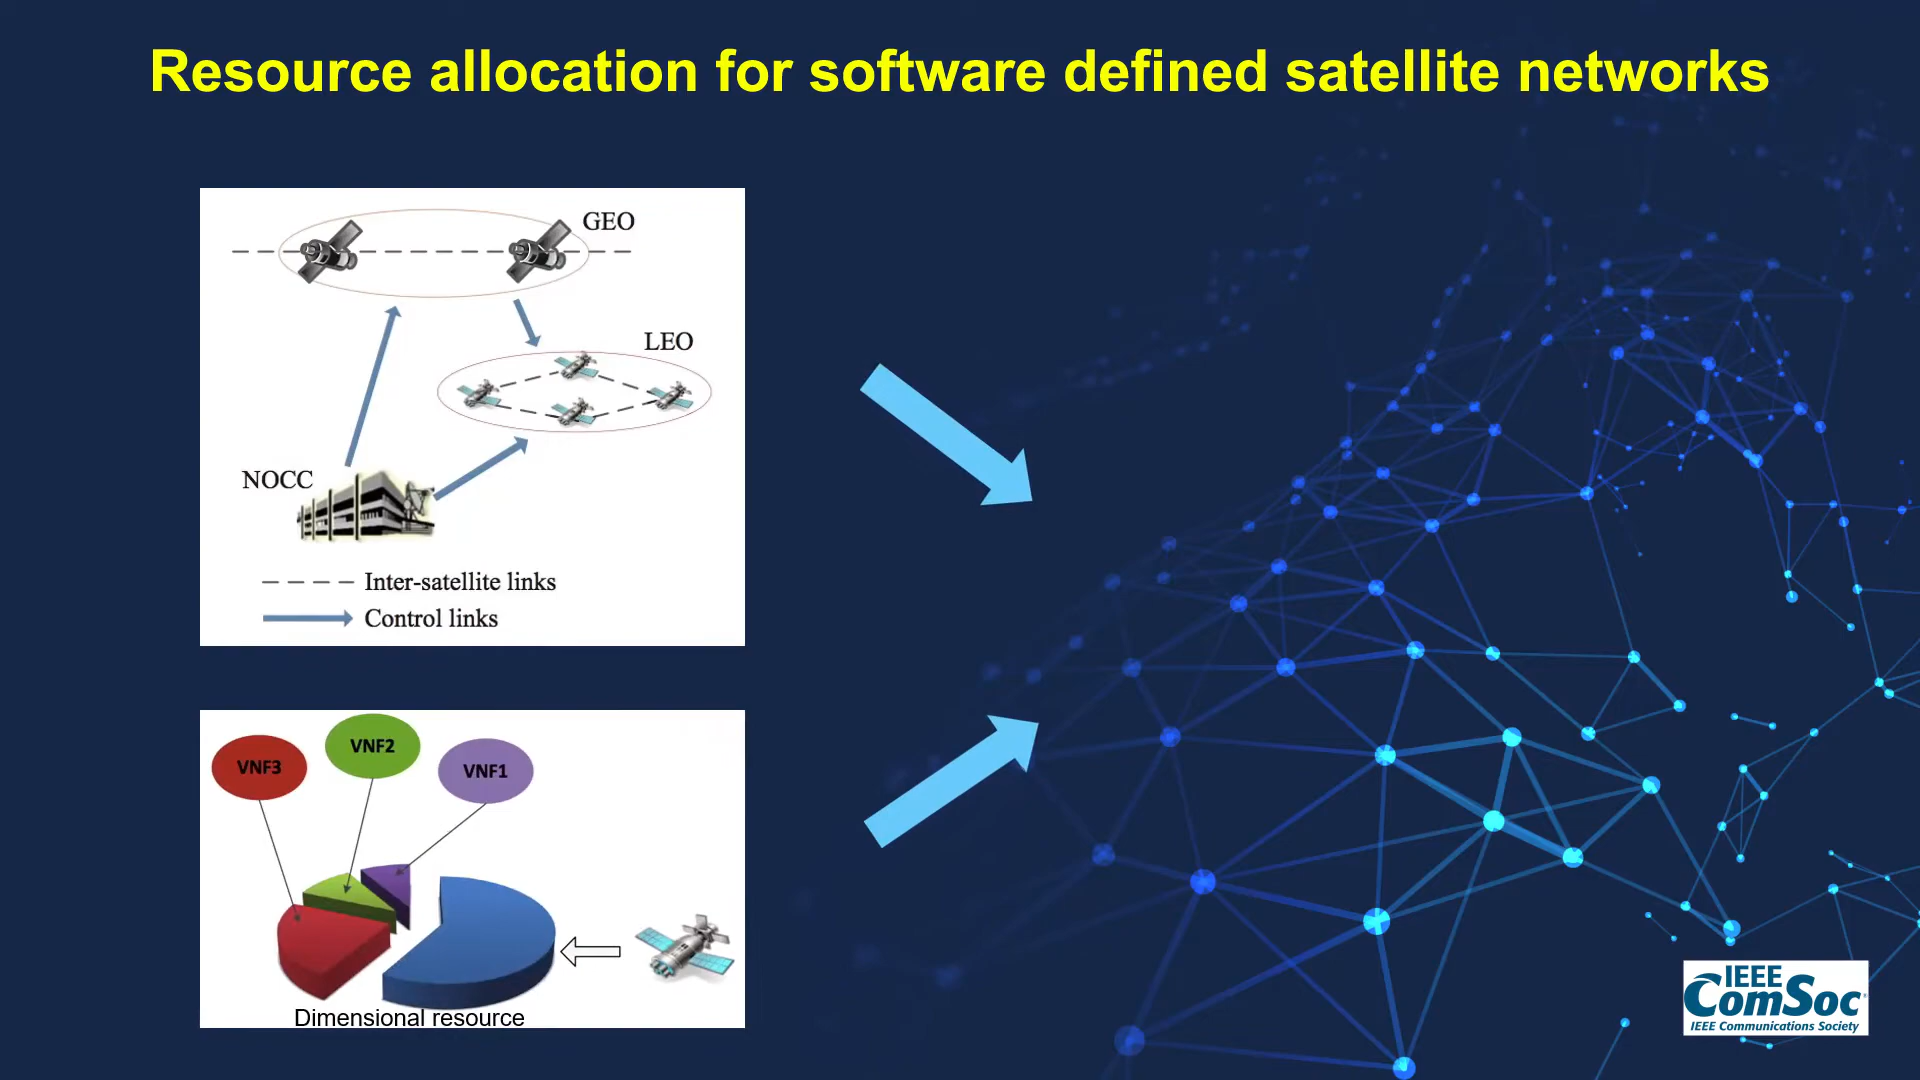 Resource allocation for software defined satellite networks
GEO
LEO
NOCC
Inter-satellite links
Control links
VNF3
VNF2
VNF1
Dimensional resource
IEEE
ComSoc
IEEE Communications Society